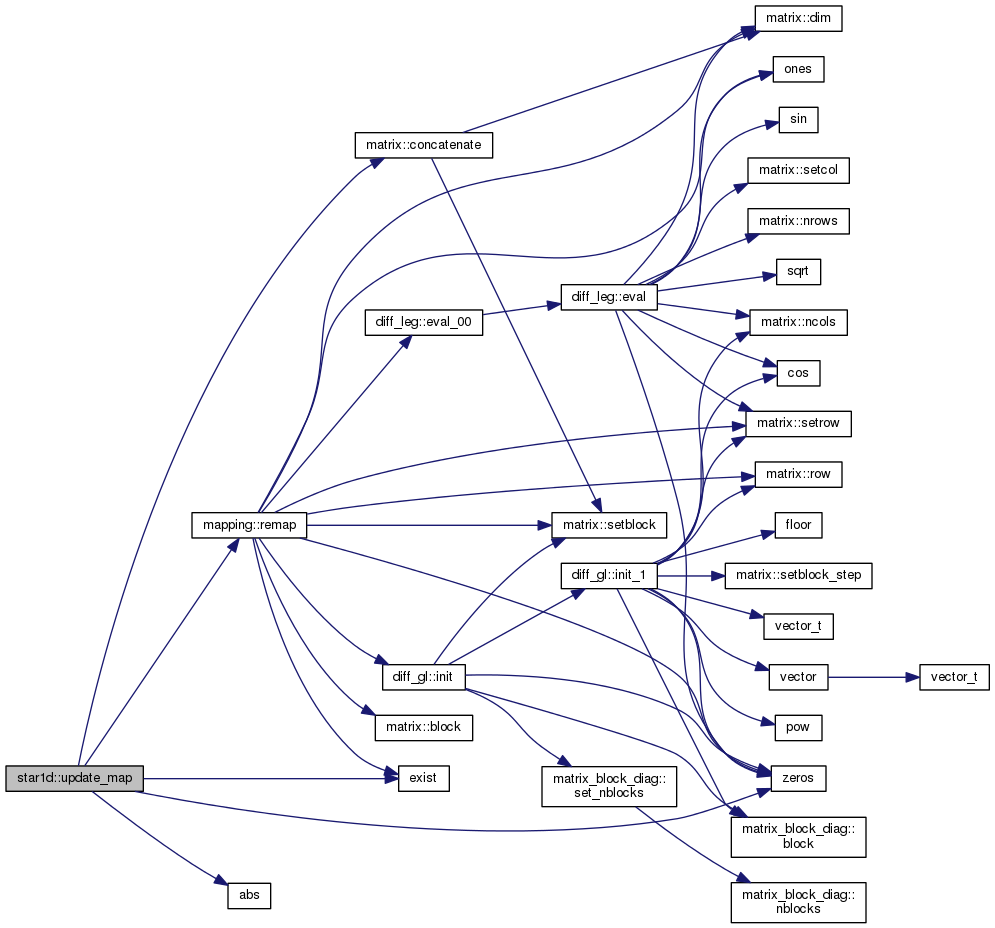 matrix::dim
ones
sin
matrix::concatenate
matrix::setcol
matrix::nrows
sqrt
diff_leg::eval
diff_leg::eval_00
matrix::ncols
cos
matrix::setrow
matrix::row
mapping::remap
matrix::setblock
floor
diff_gl::init_1
matrix::setblock_step
vector_t
diff_gl::init
vector
vector_t
matrix::block
pow
star1d::update_map
exist
matrix_block_diag::
set_nblocks
zeros
matrix_block_diag::
block
abs
matrix_block_diag::
nblocks